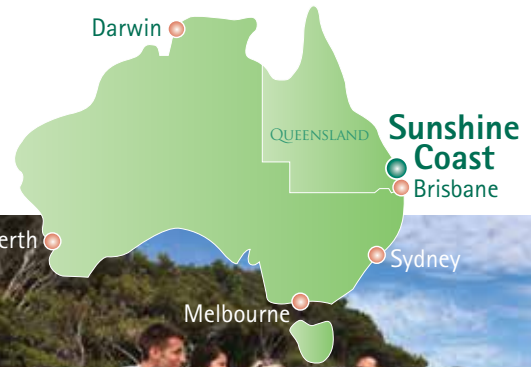 Darwin
QUEENSLAND
Sunshine
Coast
Brisbane
erth
Sydney
Melbourne